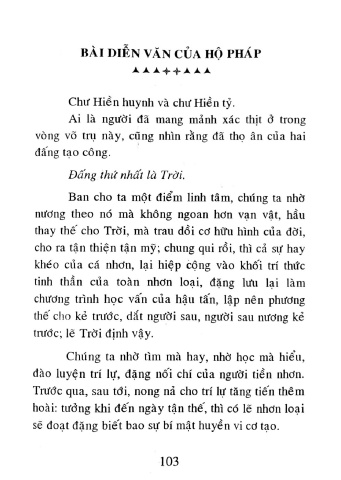 BÀI DIỄN VĂN CỦA HỘ PHÁP
Chư Hiền huynh và chư Hiền tỷ.
Ai là người đã mang mảnh xác thịt ở trong
vòng võ trụ này, cũng nhìn rằng đã thọ ân của hai
đấng tạo công.
Đấng thứ nhất là Trời.
Ban cho ta một điểm linh tâm, chúng ta nhờ
nương theo nó mà không ngoan hơn vạn vật, hầu
thay thế cho Trời, mà trau dồi cơ hữu hình của đời,
cho ra tận thiện tận mỹ; chung qui rồi, thì cả sự hay
khéo của cá nhơn, lại hiệp cộng vào khối trí thức
tinh thần của toàn nhơn loại, đặng lưu lại làm
chương trình học vấn của hậu tấn, lập nên phương
thế cho kẻ trước, dắt người sau, người sau nương kẻ
trước; lẽ Trời định vậy.
Chúng ta nhờ tìm mà hay, nhờ học mà hiểu,
đào luyện trí lự, đặng nối chí của người tiền nhơn.
Trước qua, sau tới, nong nả cho trí lự tăng tiến thêm
hoài: tưởng khi đến ngày tận thế, thì có lẽ nhơn loại
sẽ đoạt đặng biết bao sự bí mật huyền vi cơ tạo.
103